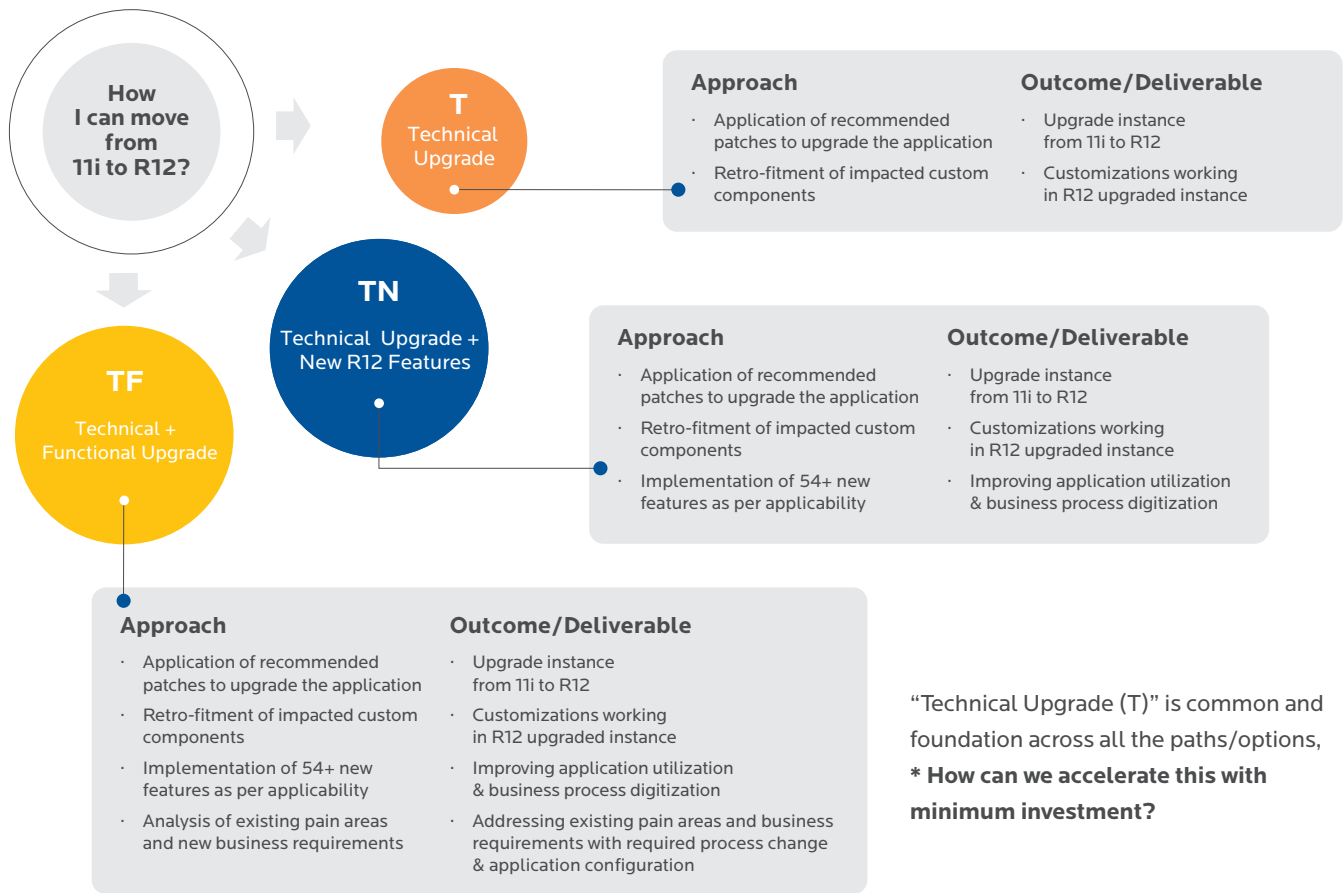 How
I can move
from
11i to R12?
T
Technical
Upgrade
Approach
· Application of recommended
patches to upgrade the application
· Retro-fitment of impacted custom
components
Outcome/Deliverable
· Upgrade instance
from 11i to R12
· Customizations working
in R12 upgraded instance
TN
Technical Upgrade +
New R12 Features
Approach
· Application of recommended
patches to upgrade the application
· Retro-fitment of impacted custom
components
· Implementation of 54+ new
features as per applicability
Outcome/Deliverable
· Upgrade instance
from 11i to R12
· Customizations working
in R12 upgraded instance
· Improving application utilization
& business process digitization
TF
Technical +
Functional Upgrade
Approach
· Application of recommended
patches to upgrade the application
· Retro-fitment of impacted custom
components
· Implementation of 54+ new
features as per applicability
· Analysis of existing pain areas
and new business requirements
Outcome/Deliverable
· Upgrade instance
from 11i to R12
· Customizations working
in R12 upgraded instance
· Improving application utilization
& business process digitization
· Addressing existing pain areas and business
requirements with required process change
& application configuration
“Technical Upgrade (T)” is common and
foundation across all the paths/options,
* How can we accelerate this with
minimum investment?